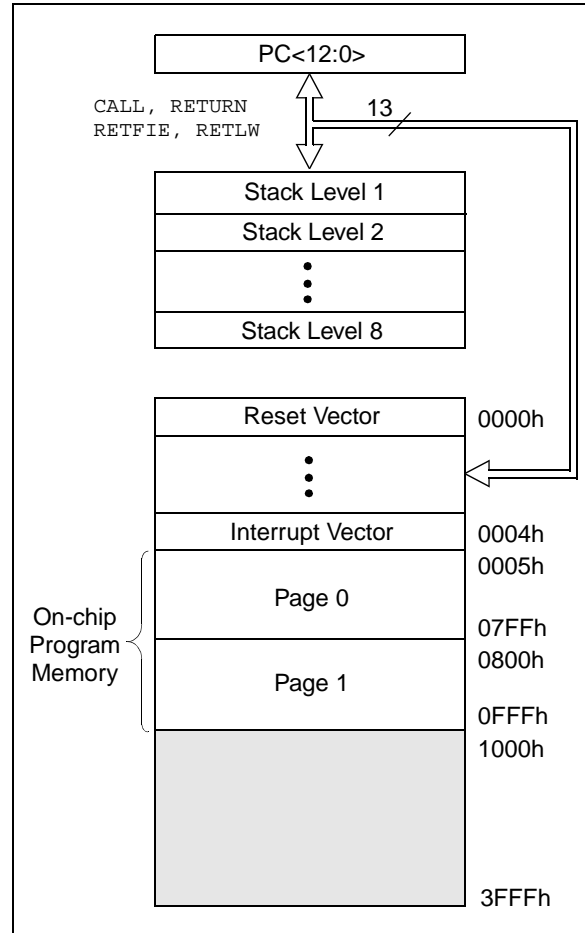 PC<12:0>
CALL, RETURN
RETFIE, RETLW
13
Stack Level 1
Stack Level 2
Stack Level 8
Reset Vector
0000h
Interrupt Vector
0004h
0005h
On-chip
Program
Memory
Page 0
07FFh
0800h
Page 1
0FFFh
1000h
3FFFh